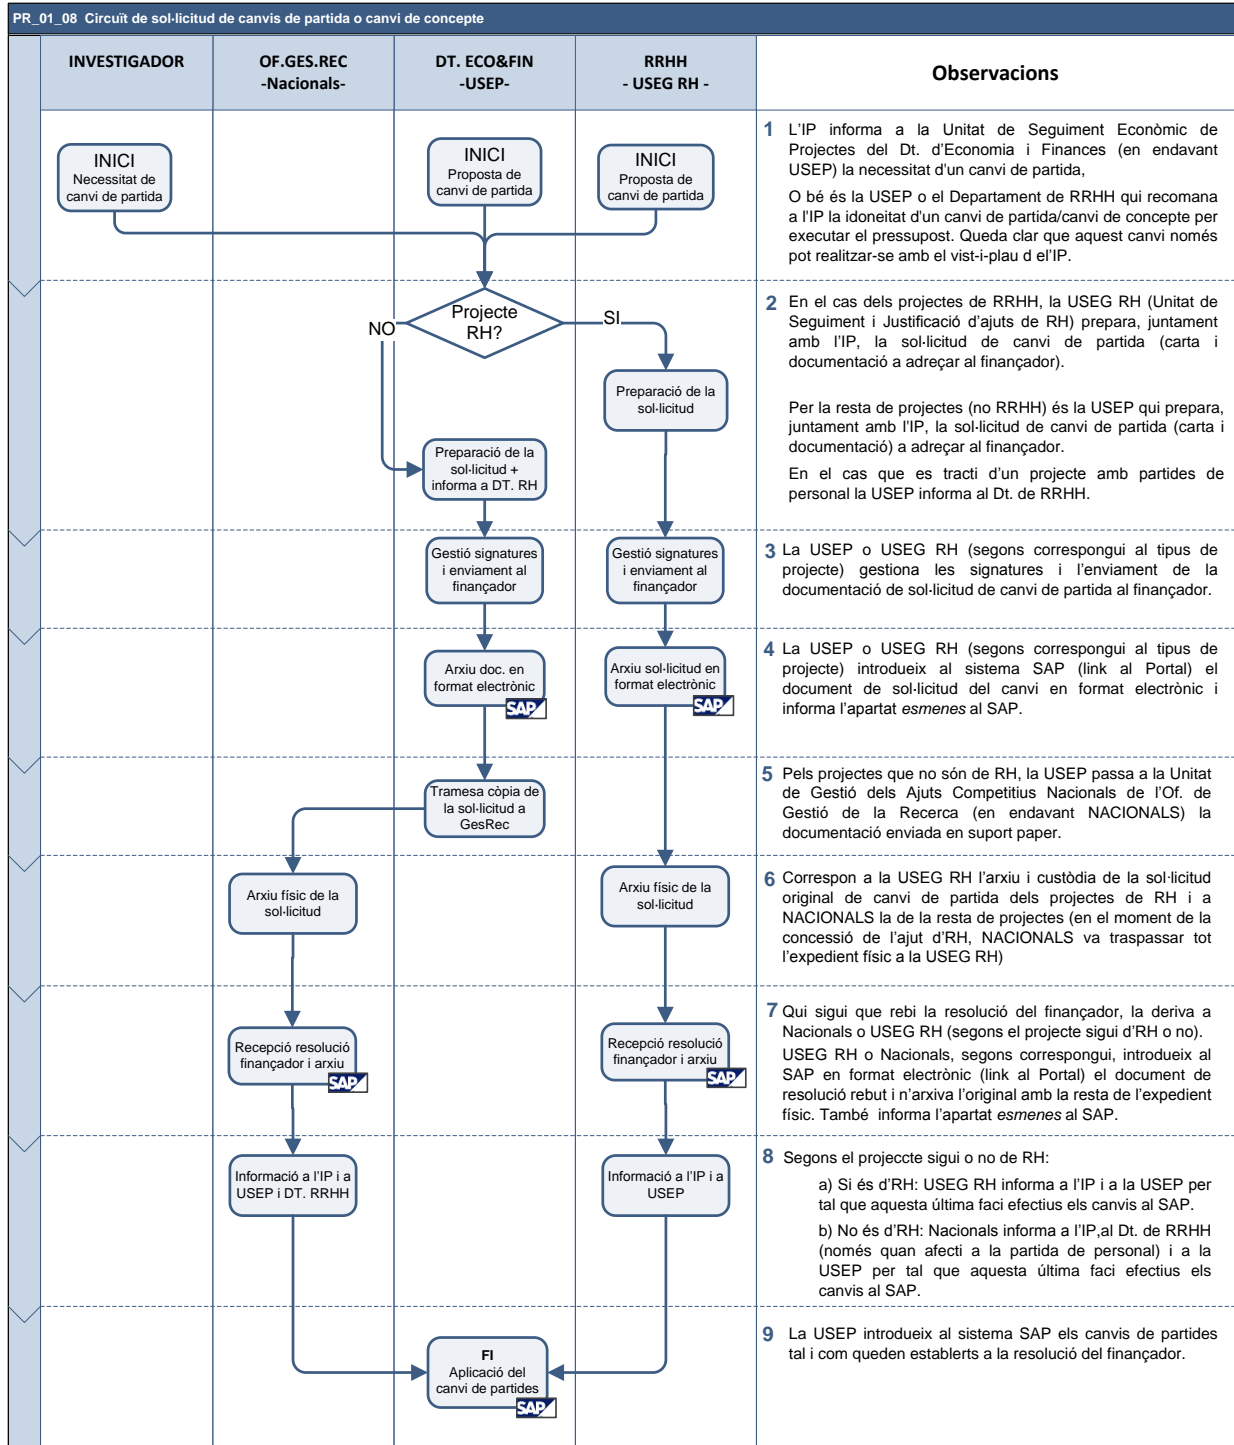 PR_01_08 Circuït de sol·licitud de canvis de partida o canvi de concepte
INVESTIGADOR
OF.GES.REC
-Nacionals-
DT. ECO&FIN
-USEP-
RRHH
- USEG RH -
Observacions
INICI
Necessitat de
canvi de partida
INICI
Proposta de
canvi de partida
INICI
Proposta de
canvi de partida
1 L'IP informa a la Unitat de Seguiment Econòmic de
Projectes del Dt. d'Economia i Finances (en endavant
USEP) la necessitat d'un canvi de partida,
O bé és la USEP o el Departament de RRHH qui recomana
a l'IP la idoneitat d'un canvi de partida/canvi de concepte per
executar el pressupost. Queda clar que aquest canvi només
pot realitzar-se amb el vist-i-plau d el'IP.
Projecte
RH?
NO
SI
Preparació de la
sol·licitud
Preparació de la
sol·licitud +
informa a DT. RH
2 En el cas dels projectes de RRHH, la USEG RH (Unitat de
Seguiment i Justificació d'ajuts de RH) prepara, juntament
amb l'IP, la sol·licitud de canvi de partida (carta i
documentació a adreçar al finançador).
Per la resta de projectes (no RRHH) és la USEP qui prepara,
juntament amb l'IP, la sol·licitud de canvi de partida (carta i
documentació) a adreçar al finançador.
En el cas que es tracti d'un projecte amb partides de
personal la USEP informa al Dt. de RRHH.
Gestió signatures
i enviament al
finançador
Gestió signatures
i enviament al
finançador
3 La USEP o USEG RH (segons correspongui al tipus de
projecte) gestiona les signatures i l'enviament de la
documentació de sol·licitud de canvi de partida al finançador.
Arxiu doc. en
format electrònic
SAP
Arxiu sol·licitud en
format electrònic
SAP
4 La USEP o USEG RH (segons correspongui al tipus de
projecte) introdueix al sistema SAP (link al Portal) el
document de sol·licitud del canvi en format electrònic i
informa l'apartat esmenes al SAP.
Tramesa còpia de
la sol·licitud a
GesRec
5 Pels projectes que no són de RH, la USEP passa a la Unitat
de Gestió dels Ajuts Competitius Nacionals de l'Of. de
Gestió de la Recerca (en endavant NACIONALS) la
documentació enviada en suport paper.
Arxiu físic de la
sol·licitud
Arxiu físic de la
sol·licitud
6 Correspon a la USEG RH l'arxiu i custòdia de la sol·licitud
original de canvi de partida dels projectes de RH i a
NACIONALS la de la resta de projectes (en el moment de la
concessió de l'ajut d'RH, NACIONALS va traspassar tot
l'expedient físic a la USEG RH)
Recepció resolució
finançador i arxiu
SAP
Recepció resolució
finançador i arxiu
SAP
7 Qui sigui que rebi la resolució del finançador, la deriva a
Nacionals o USEG RH (segons el projecte sigui d'RH o no).
USEG RH o Nacionals, segons correspongui, introdueix al
SAP en format electrònic (link al Portal) el document de
resolució rebut i n'arxiva l'original amb la resta de l'expedient
físic. També informa l'apartat esmenes al SAP.
Informació a l'IP i a
USEP i DT. RRHH
Informació a l'IP i a
USEP
8 Segons el projeccte sigui o no de RH:
a) Si és d'RH: USEG RH informa a l'IP i a la USEP per
tal que aquesta última faci efectius els canvis al SAP.
b) No és d'RH: Nacionals informa a l'IP,al Dt. de RRHH
(només quan afecti a la partida de personal) i a la
USEP per tal que aquesta última faci efectius els
canvis al SAP.
FI
Aplicació del
canvi de partides
SAP
9 La USEP introdueix al sistema SAP els canvis de partides
tal i com queden establerts a la resolució del finançador.